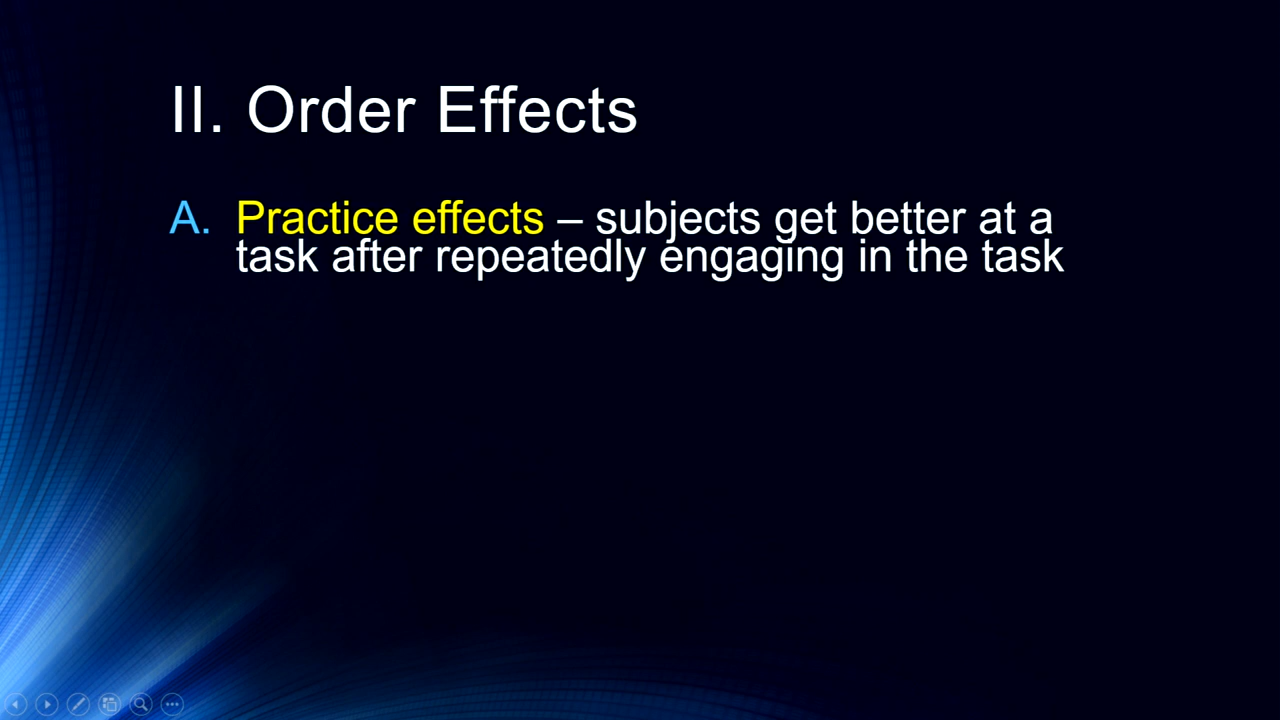 II. Order Effects
A. Practice effects – subjects get better at a
task after repeatedly engaging in the task